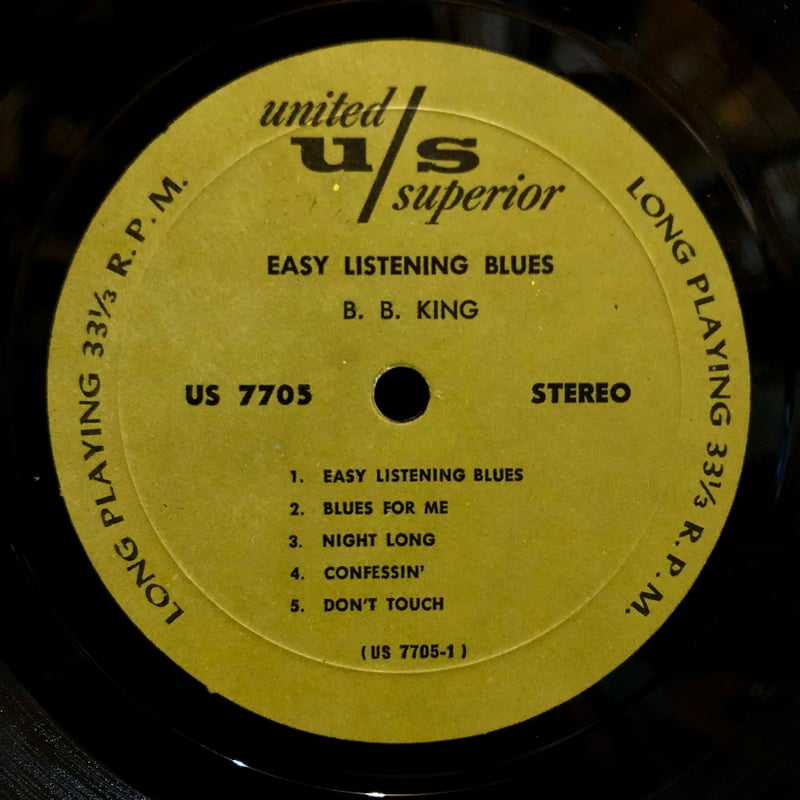 united
u/s
superior
EASY LISTENING BLUES
B. B. KING
US 7705
STEREO
1. EASY LISTENING BLUES
2. BLUES FOR ME
3. NIGHT LONG
4. CONFESSIN'
5. DON'T TOUCH
(US 7705-1)
LONG PLAYING 33⅓ R.P.M.
LONG PLAYING 33⅓ R.P.M.